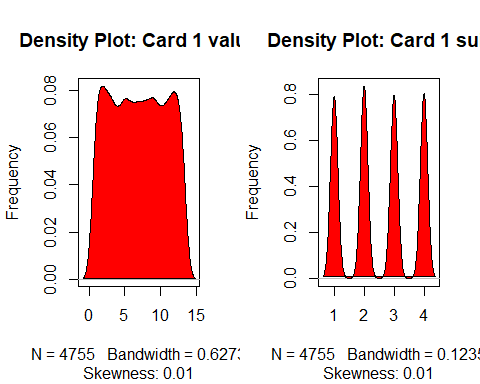 Density Plot: Card 1 valu
Frequency
0.00 0.02 0.04 0.06 0.08
0 5 10 15
N = 4755 Bandwidth = 0.6273
Skewness: 0.01
Density Plot: Card 1 su
Frequency
0.0 0.2 0.4 0.6 0.8
1 2 3 4
N = 4755 Bandwidth = 0.1235
Skewness: 0.01